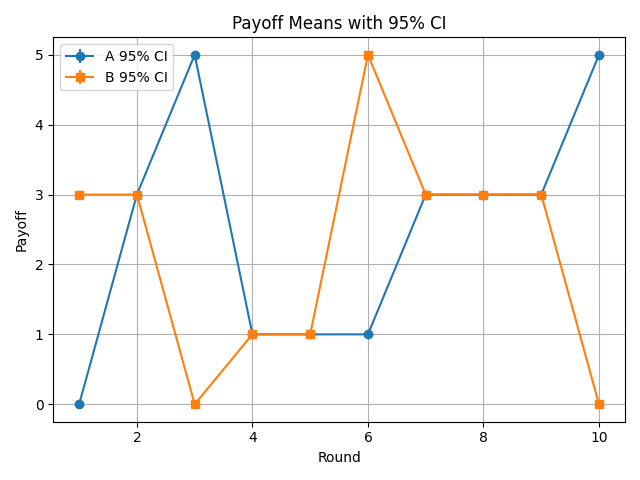 Payoff Means with 95% CI
A 95% CI
B 95% CI
Payoff
5
4
3
2
1
0
2 4 6 8 10
Round